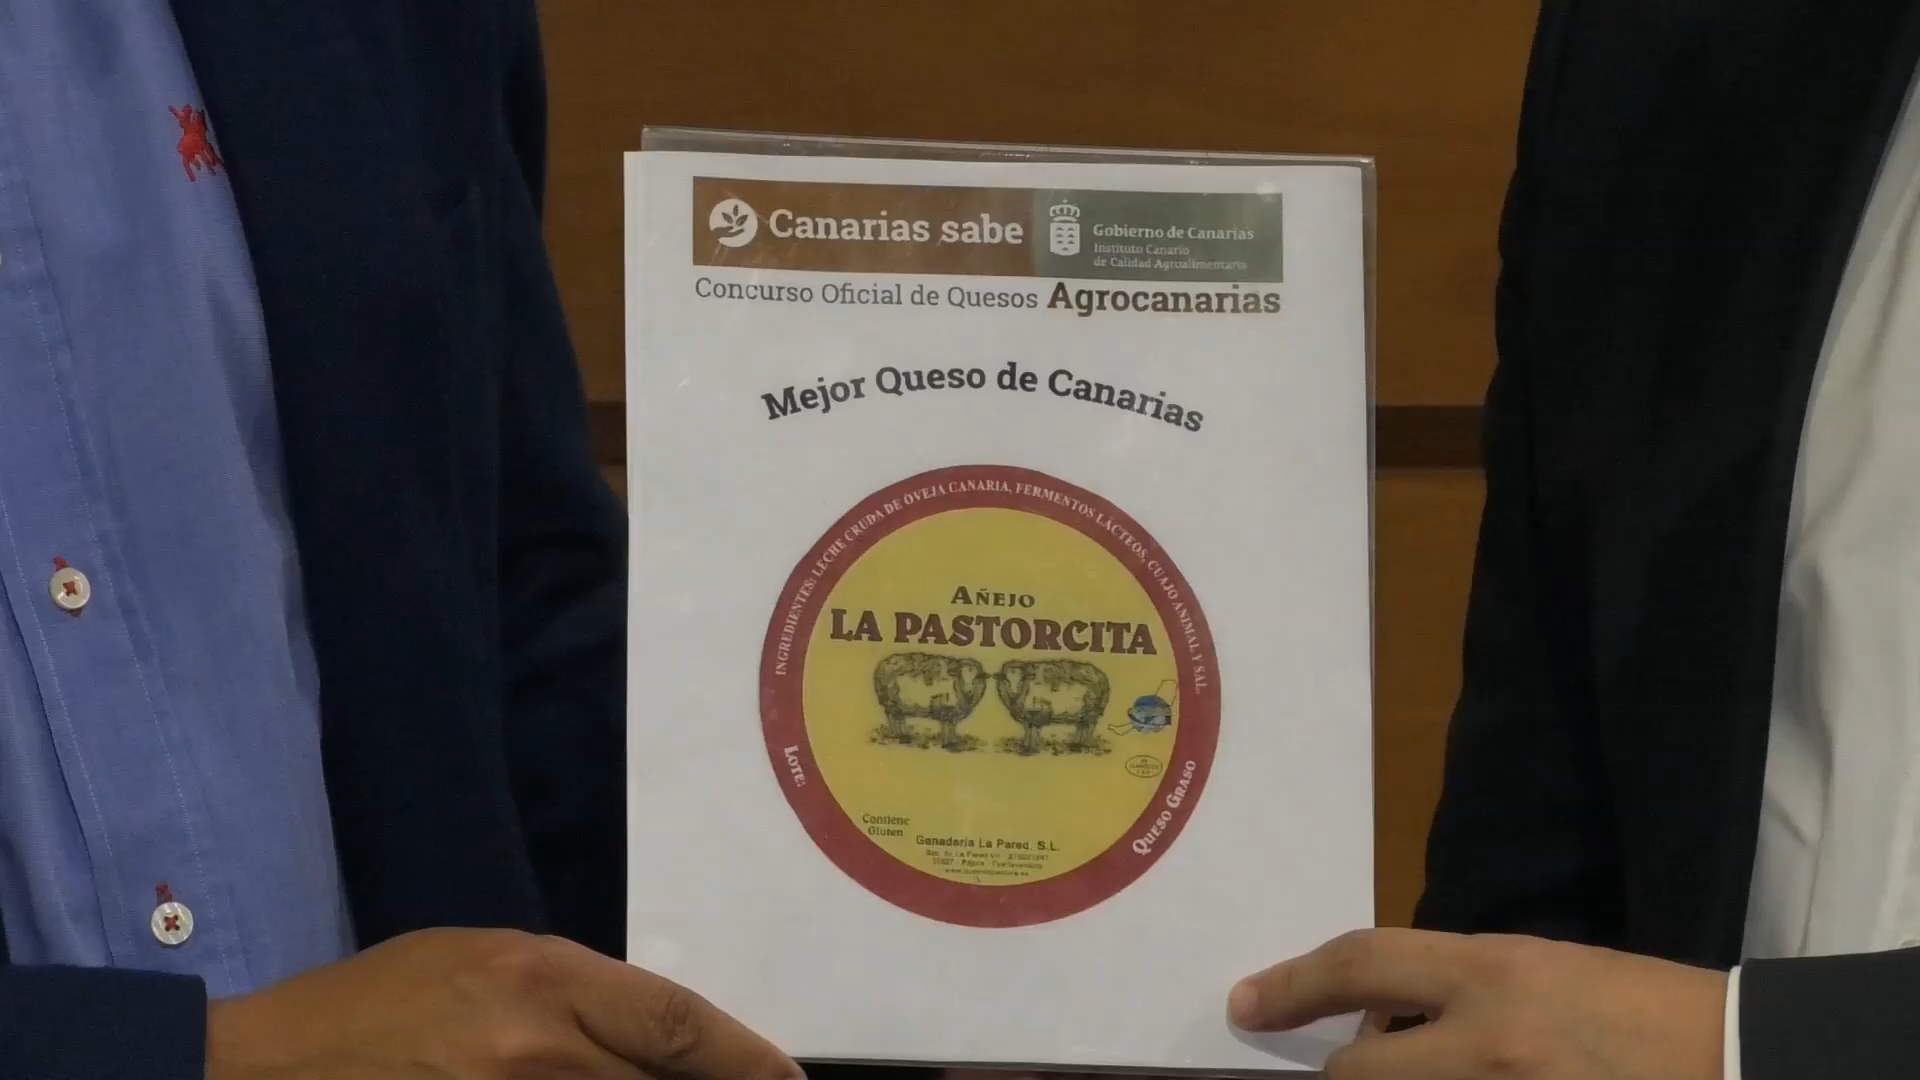 Canarias sabe
Gobierno de Canarias
Instituto Canario
de Calidad Agroalimentaria
Concurso Oficial de Quesos Agrocanarias
Mejor Queso de Canarias
INGREDIENTES: LECHE CRUDA DE OVEJA CANARIA, FERMENTOS LÁCTEOS, CUAJO ANIMAL Y SAL.
AÑEJO
LA PASTORCITA
LOTE:
QUESO GRASO
Contiene
Gluten
Ganadería La Pared, S.L.